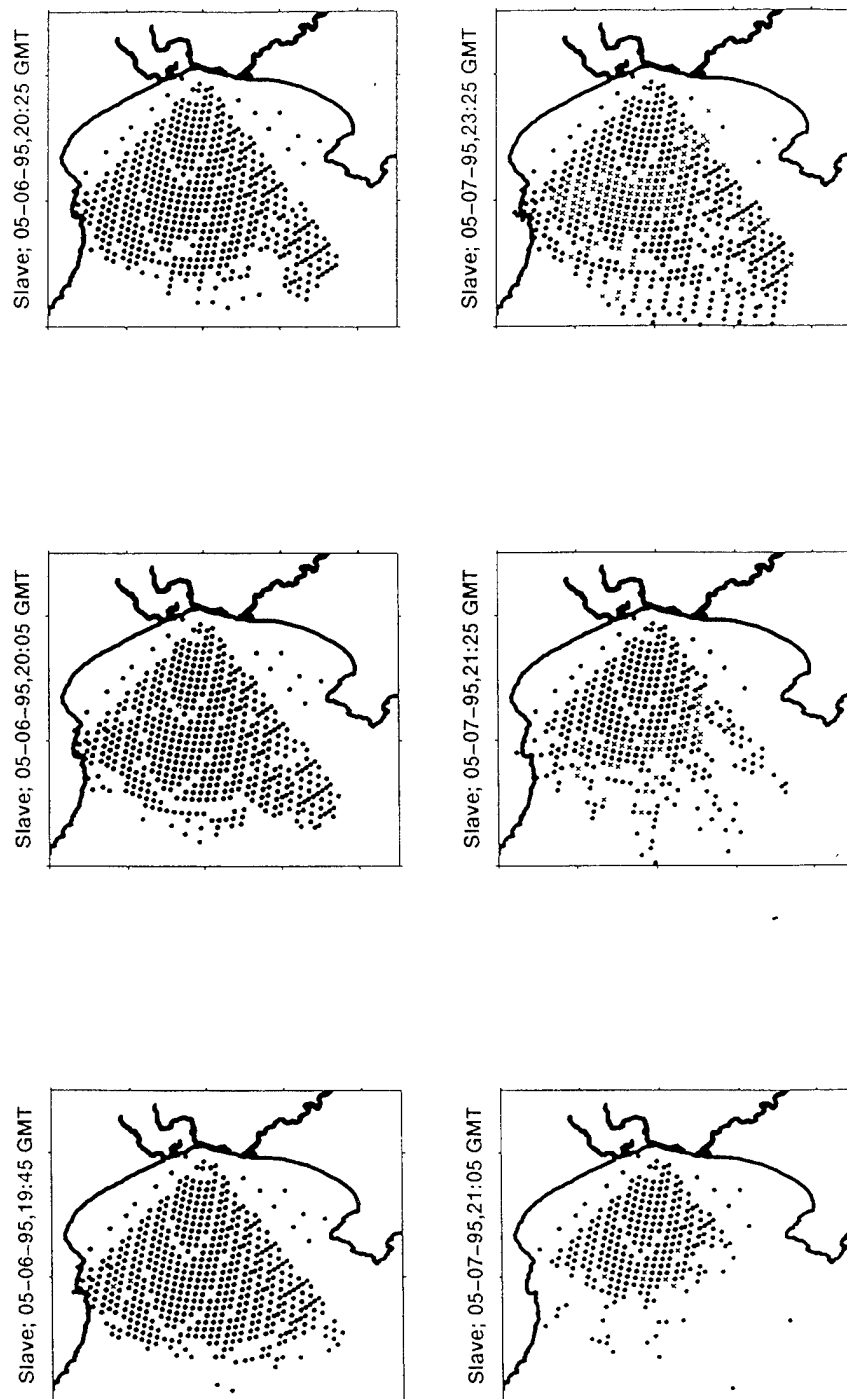 Slave; 05-06-95,19:45 GMT
Slave; 05-06-95,20:05 GMT
Slave; 05-06-95,20:25 GMT
Slave; 05-07-95,21:05 GMT
Slave; 05-07-95,21:25 GMT
Slave; 05-07-95,23:25 GMT